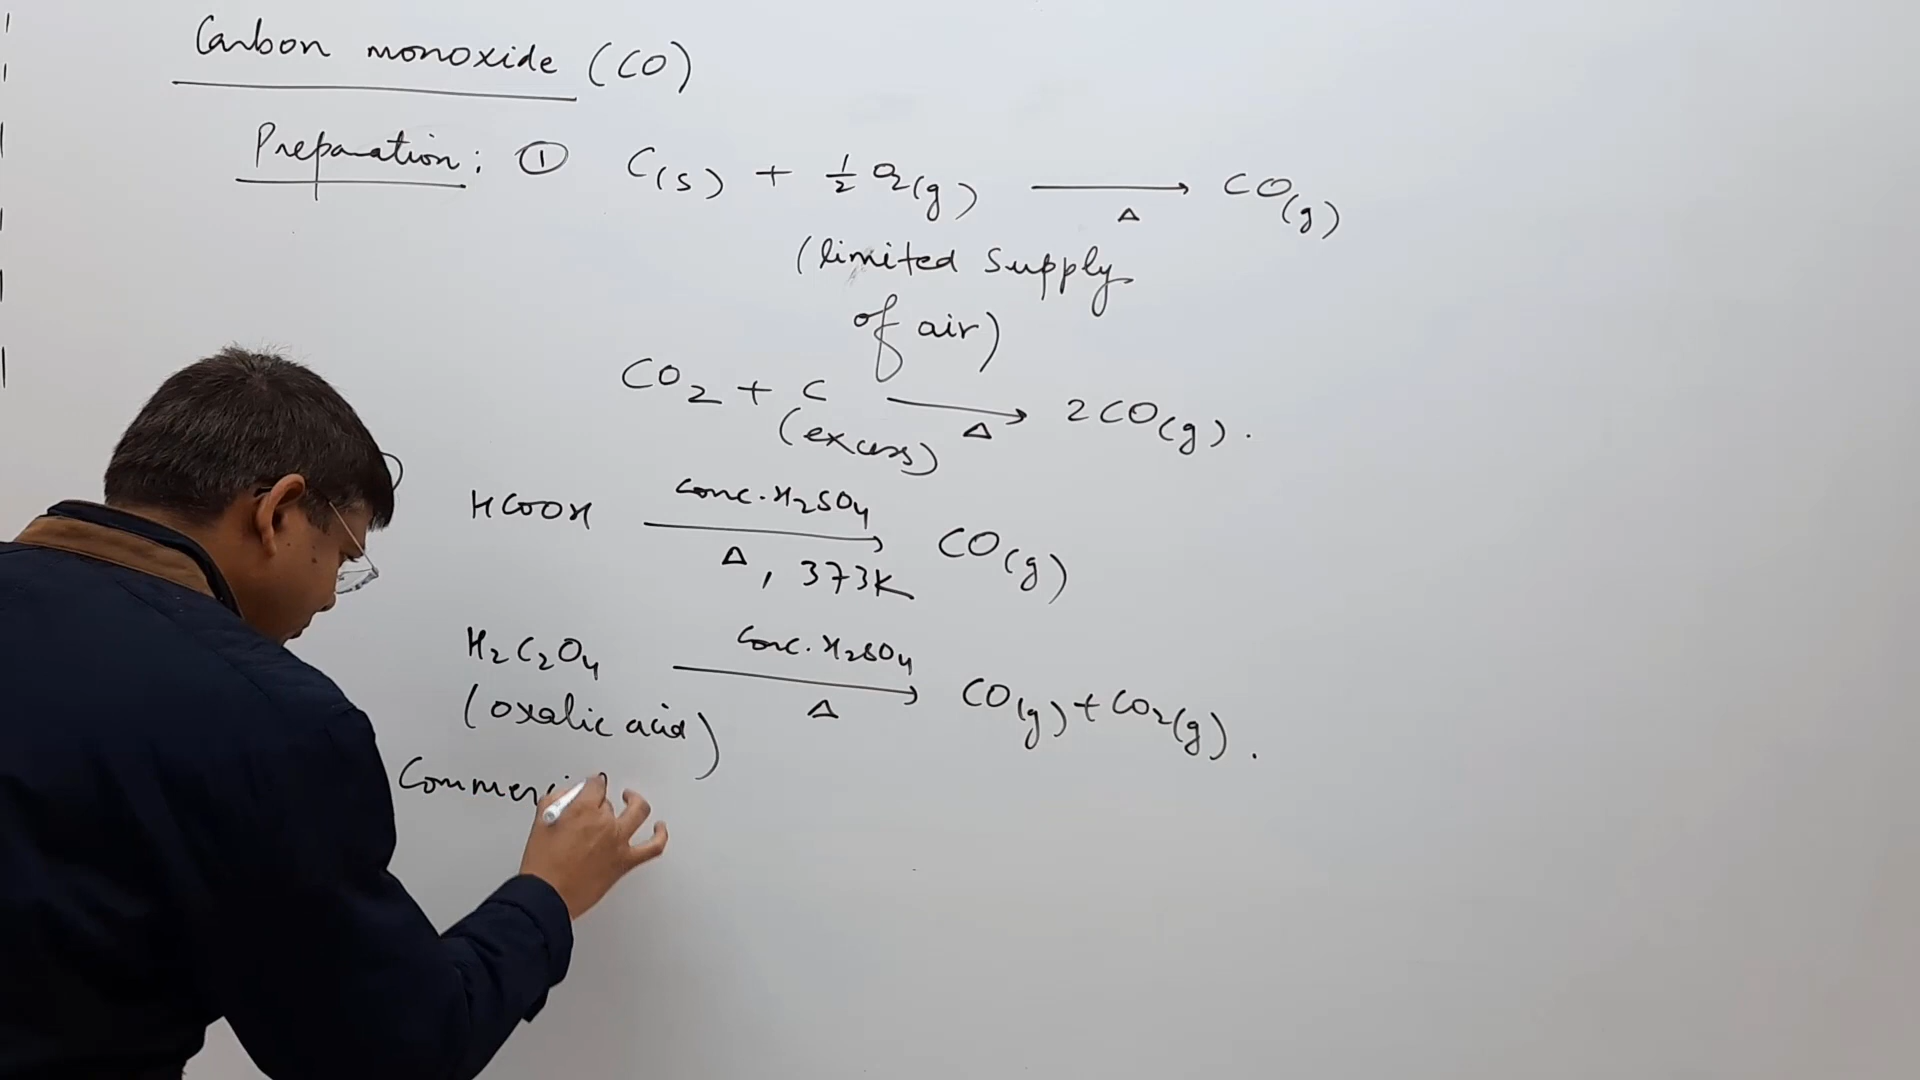 Carbon monoxide (CO)
Preparation: ① C(s) + 1/2 O2(g) ⟶ CO(g)
Δ
(limited supply
of air)
CO2 + C ⟶ 2CO(g).
(excess) Δ
HCOOH conc. H2SO4 ⟶ CO(g)
Δ, 373K
H2C2O4 conc. H2SO4 ⟶ CO(g) + CO2(g).
(oxalic acid) Δ